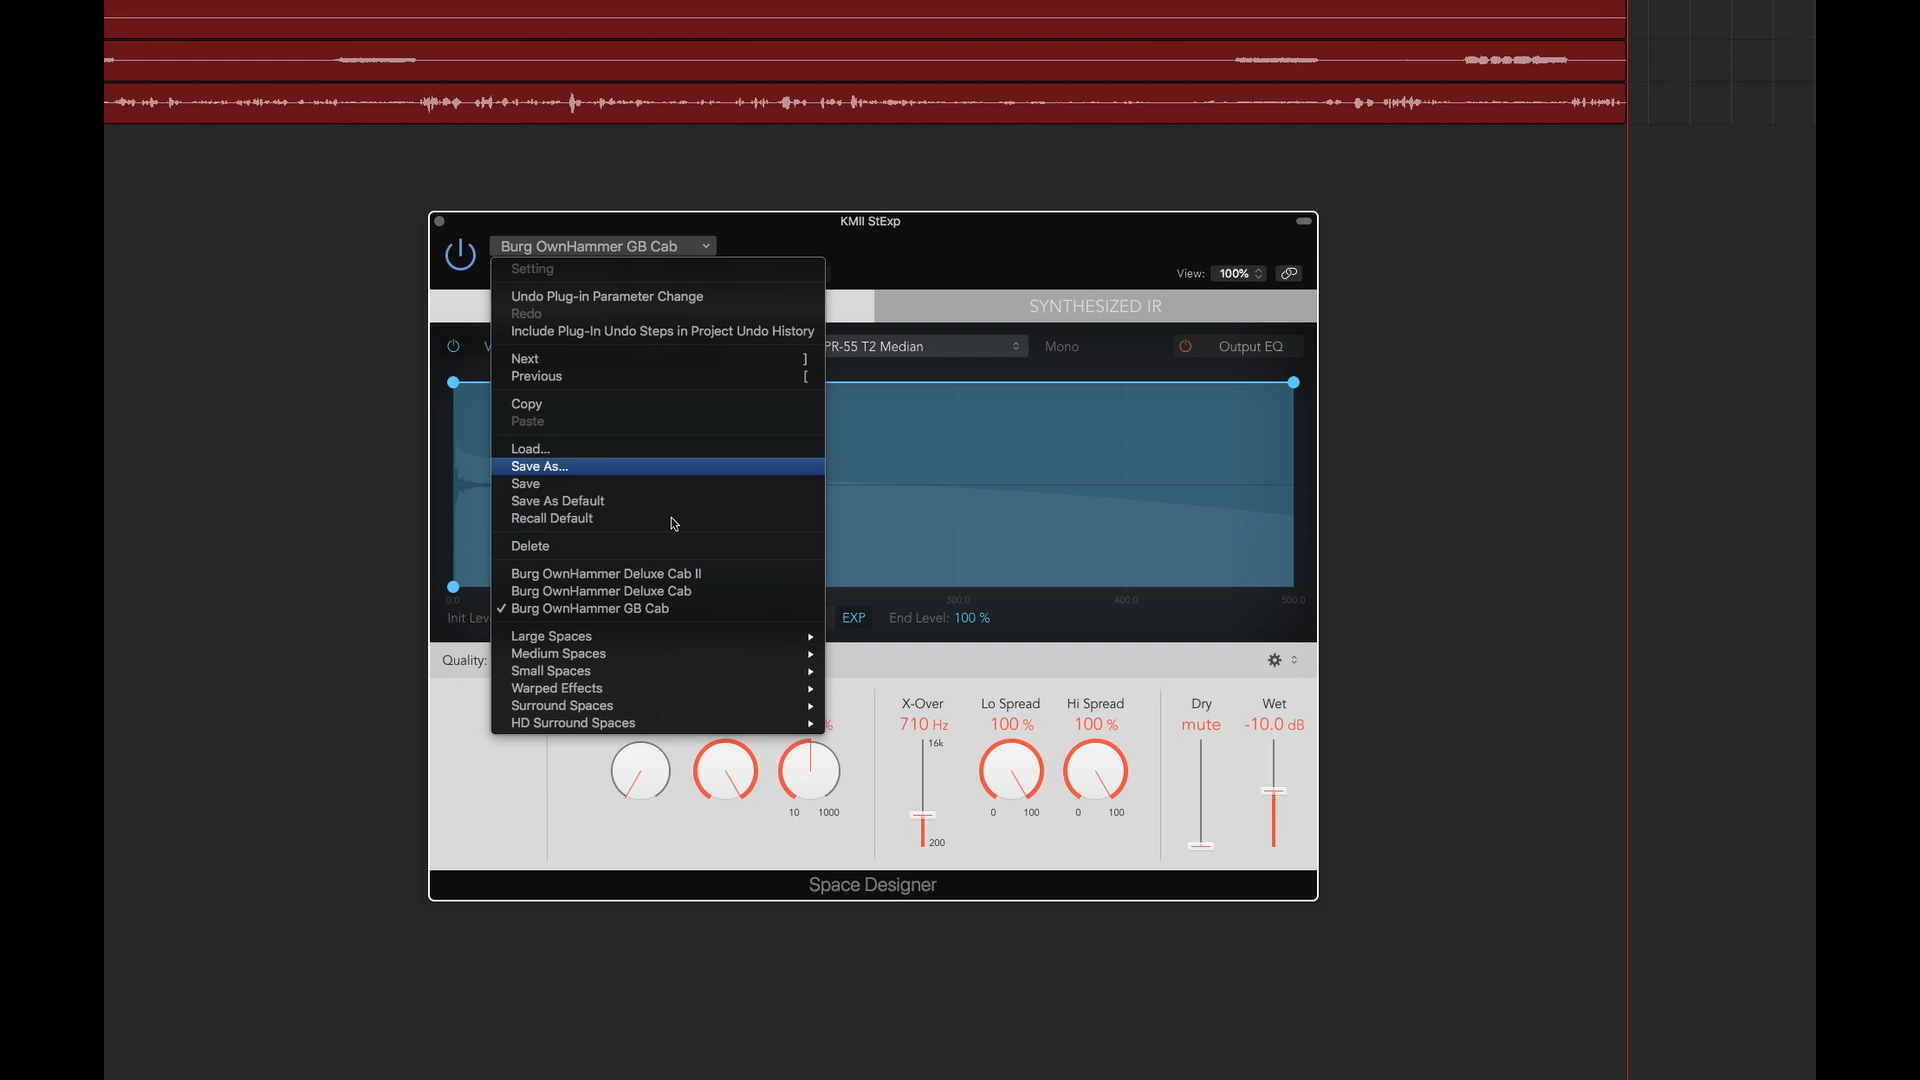 KMII StExp
Burg OwnHammer GB Cab
View: 100%
Setting
Undo Plug-in Parameter Change
Redo
Include Plug-In Undo Steps in Project Undo History
Next ]
Previous [
Copy
Paste
Load...
Save As...
Save
Save As Default
Recall Default
Delete
Burg OwnHammer Deluxe Cab II
Burg OwnHammer Deluxe Cab
✓ Burg OwnHammer GB Cab
Large Spaces
Medium Spaces
Small Spaces
Warped Effects
Surround Spaces
HD Surround Spaces
SYNTHESIZED IR
PR-55 T2 Median
Mono
Output EQ
0.0 300.0 400.0 500.0
Init Lev
EXP
End Level: 100 %
Quality:
%
X-Over
710 Hz
16k
200
Lo Spread
100 %
0 100
Hi Spread
100 %
0 100
Dry
mute
Wet
-10.0 dB
10 1000
Space Designer